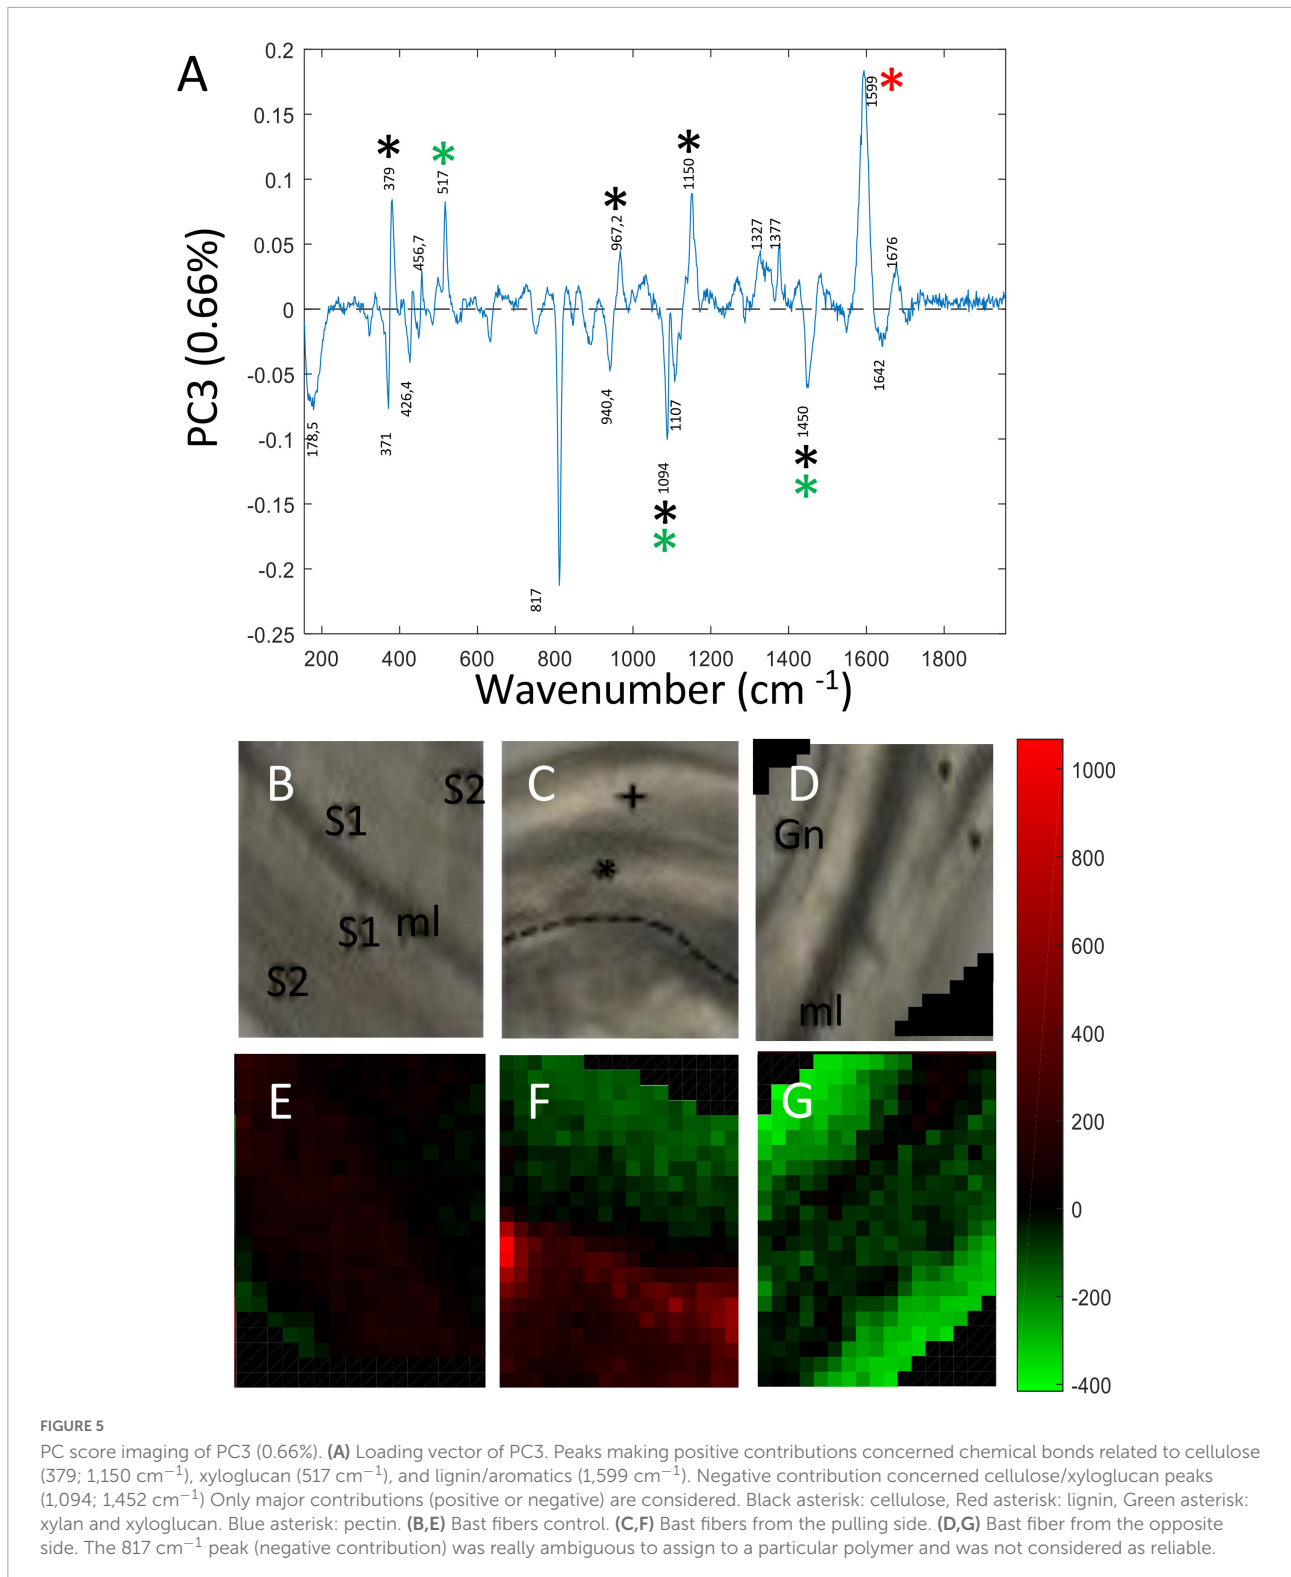 A
PC3 (0.66%)
0.2
0.15
0.1
0.05
0
-0.05
-0.1
-0.15
-0.2
-0.25
178,5
371
379
*
426,4
456,7
517
*
817
940,4
967,2
*
1094
*
*
1107
1150
*
1327
1377
1450
*
*
1599
*
1642
1676
200 400 600 800 1000 1200 1400 1600 1800
Wavenumber (cm -1)
B
S1
S2
S1
ml
S2
C
+
*
D
Gn
ml
E
F
G
1000
800
600
400
200
0
-200
-400
FIGURE 5
PC score imaging of PC3 (0.66%). (A) Loading vector of PC3. Peaks making positive contributions concerned chemical bonds related to cellulose
(379; 1,150 cm−1), xyloglucan (517 cm−1), and lignin/aromatics (1,599 cm−1). Negative contribution concerned cellulose/xyloglucan peaks
(1,094; 1,452 cm−1) Only major contributions (positive or negative) are considered. Black asterisk: cellulose, Red asterisk: lignin, Green asterisk:
xylan and xyloglucan. Blue asterisk: pectin. (B,E) Bast fibers control. (C,F) Bast fibers from the pulling side. (D,G) Bast fiber from the opposite
side. The 817 cm−1 peak (negative contribution) was really ambiguous to assign to a particular polymer and was not considered as reliable.